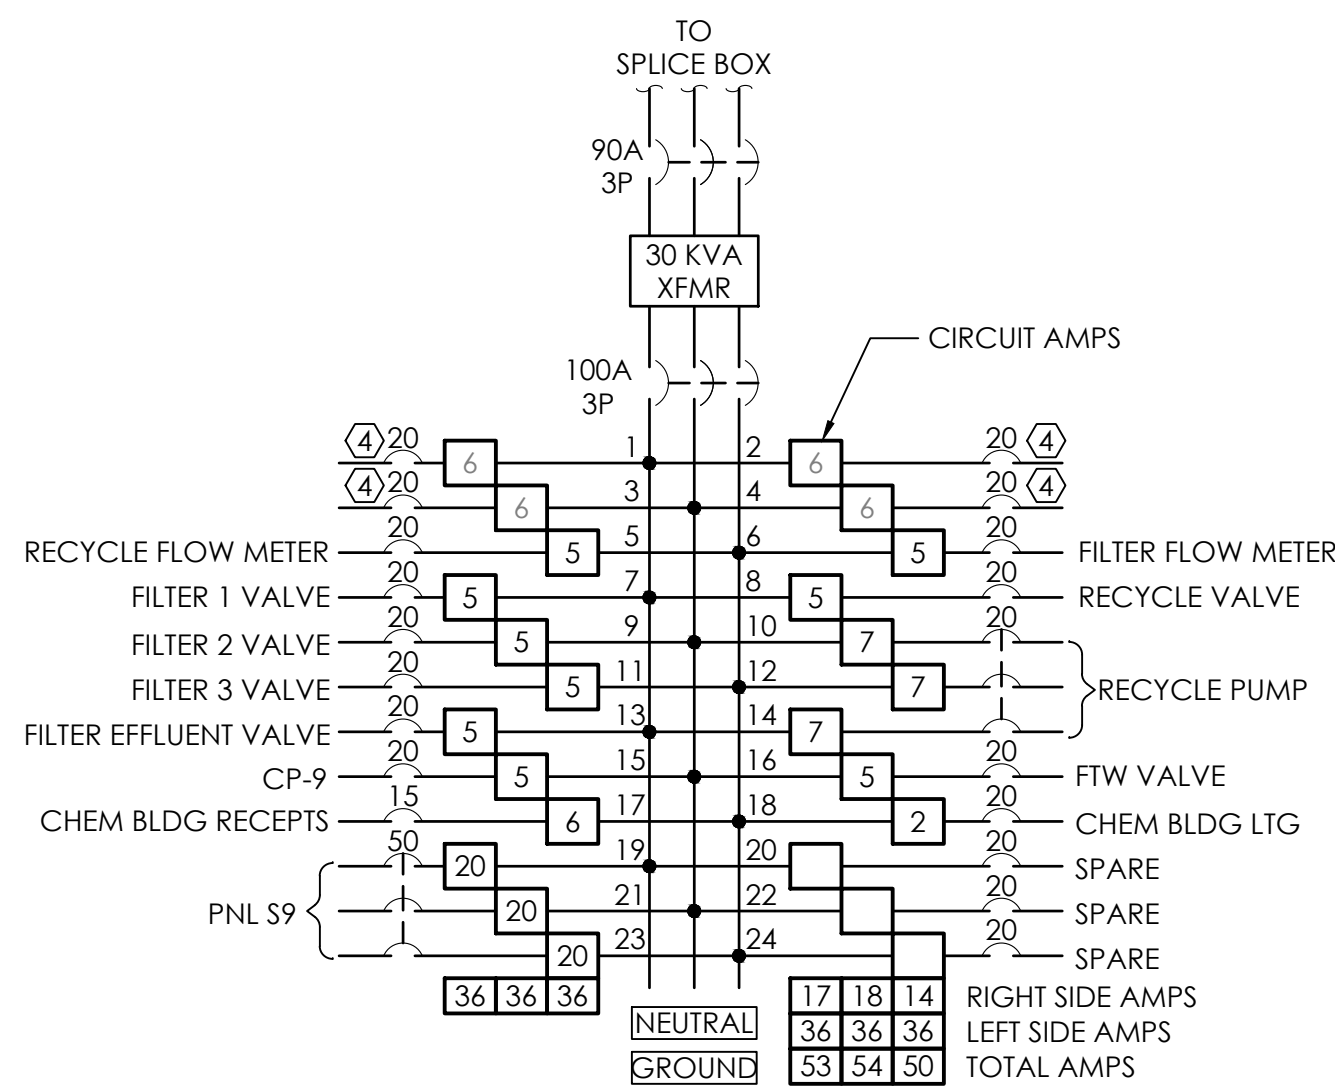 TO
SPLICE BOX
90A
3P
30 KVA
XFMR
CIRCUIT AMPS
100A
3P
4 20 6 1 2 6 20 4
4 20 6 3 4 6 20 4
RECYCLE FLOW METER 20 5 5 6 5 20 FILTER FLOW METER
FILTER 1 VALVE 20 5 7 8 5 20 RECYCLE VALVE
FILTER 2 VALVE 20 5 9 10 7 20
FILTER 3 VALVE 20 5 11 12 7 RECYCLE PUMP
FILTER EFFLUENT VALVE 20 5 13 14 7
CP-9 20 5 15 16 5 20 FTW VALVE
CHEM BLDG RECEPTS 15 6 17 18 2 20 CHEM BLDG LTG
50 20 19 20 20 SPARE
PNL S9 20 21 22 20 SPARE
20 23 24 20 SPARE
36 36 36 17 18 14 RIGHT SIDE AMPS
NEUTRAL 36 36 36 LEFT SIDE AMPS
GROUND 53 54 50 TOTAL AMPS